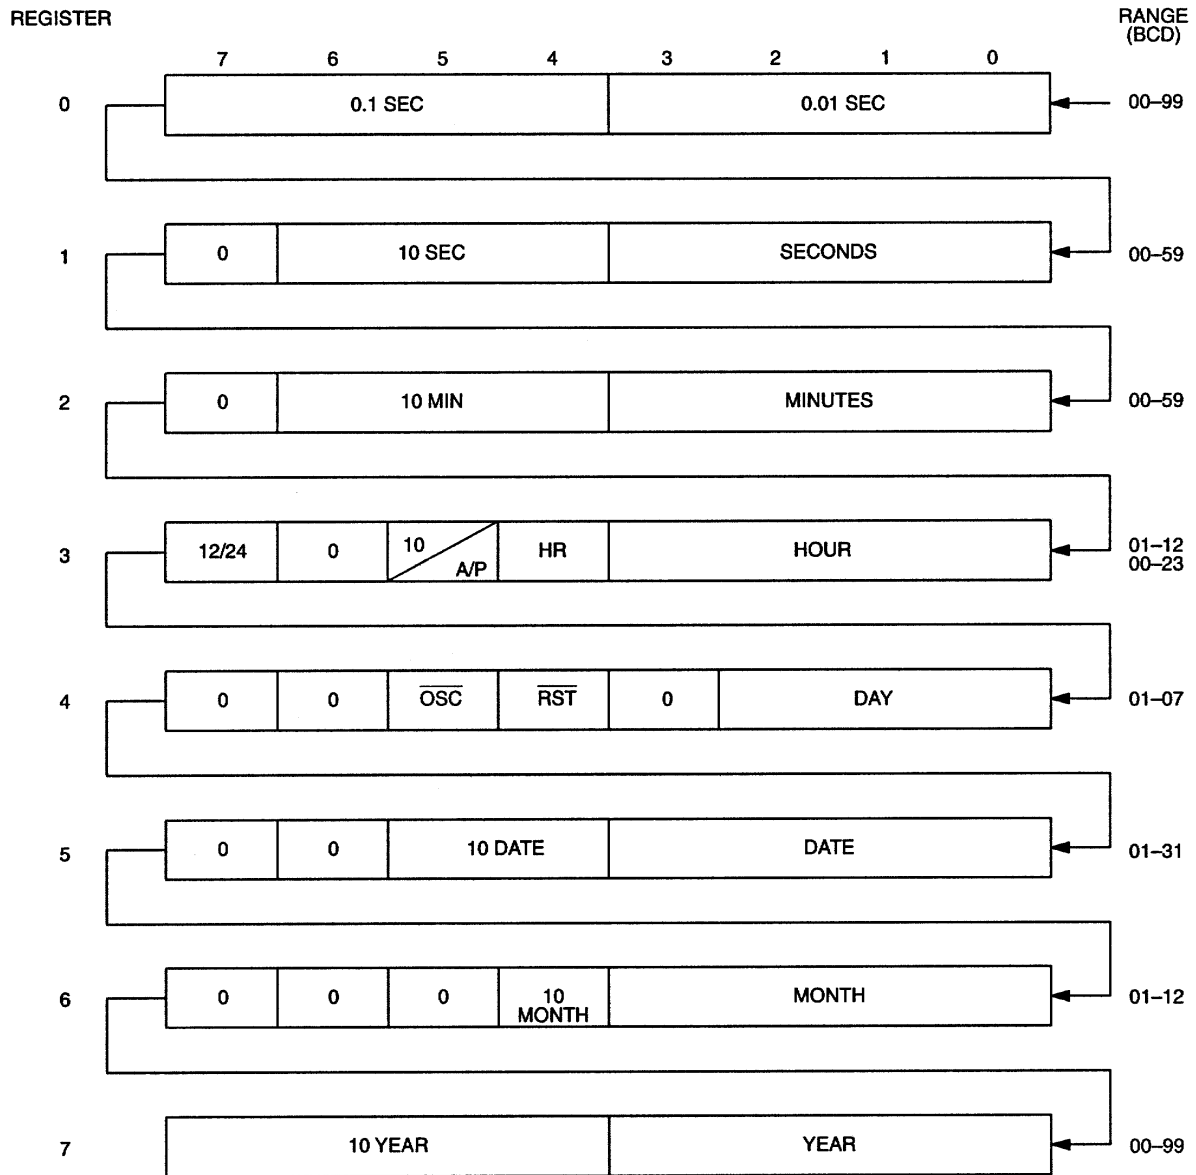 REGISTER
RANGE
(BCD)
7 6 5 4 3 2 1 0
0 0.1 SEC 0.01 SEC 00–99
1 0 10 SEC SECONDS 00–59
2 0 10 MIN MINUTES 00–59
3 12/24 0 10 A/P HR HOUR 01–12
00–23
4 0 0 O̅S̅C̅ R̅S̅T̅ 0 DAY 01–07
5 0 0 10 DATE DATE 01–31
6 0 0 0 10 MONTH MONTH 01–12
7 10 YEAR YEAR 00–99